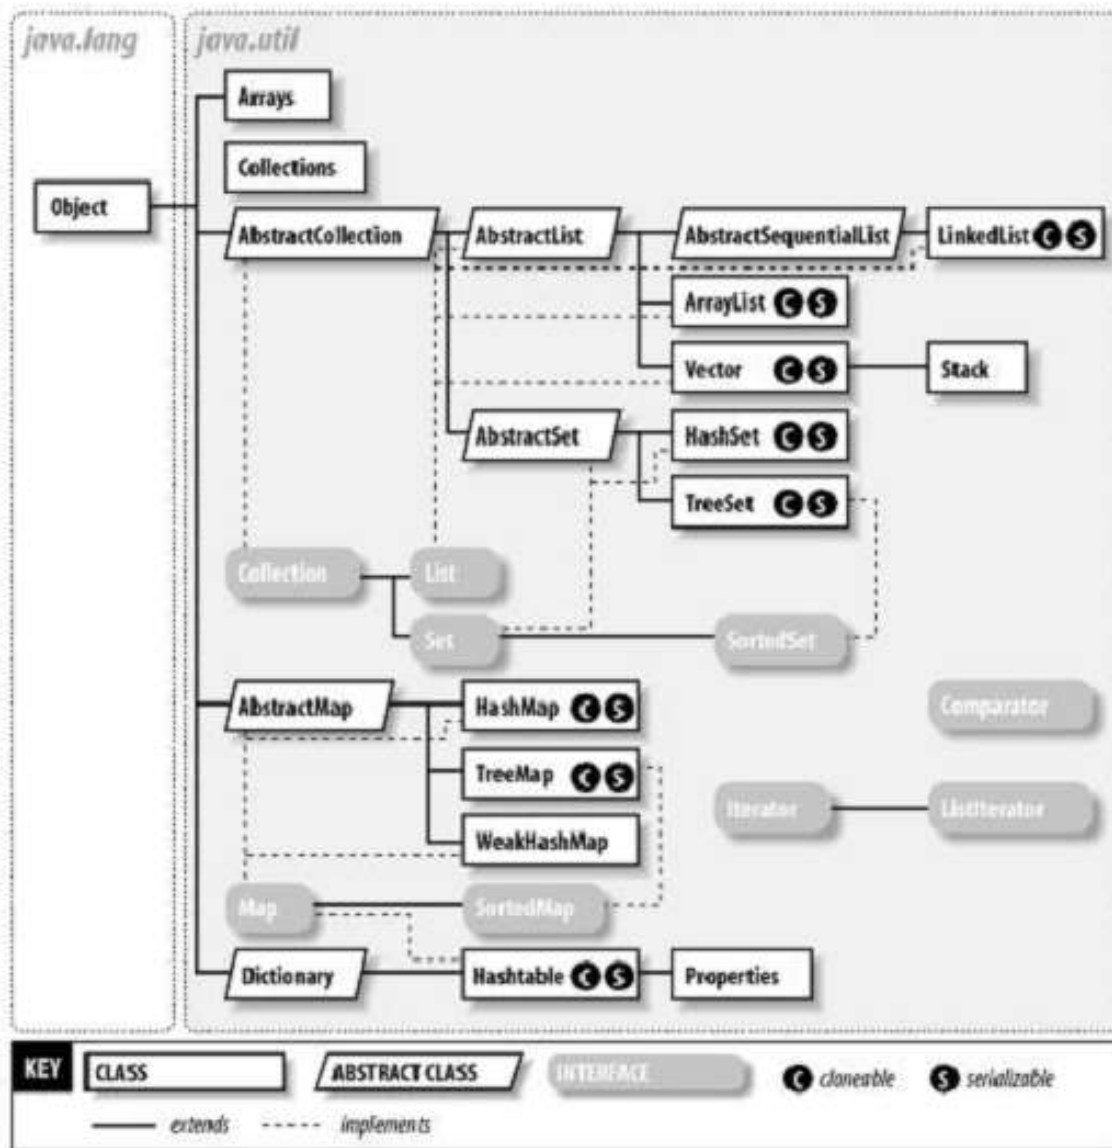 java.lang
java.util
Arrays
Collections
Object
AbstractCollection
AbstractList
AbstractSequentialList
LinkedList C S
ArrayList C S
Vector C S
Stack
AbstractSet
HashSet C S
TreeSet C S
Collection
List
Set
SortedSet
AbstractMap
HashMap C S
Comparator
TreeMap C S
Iterator
ListIterator
WeakHashMap
Map
SortedMap
Dictionary
Hashtable C S
Properties
KEY
CLASS
ABSTRACT CLASS
INTERFACE
C cloneable
S serializable
extends
implements